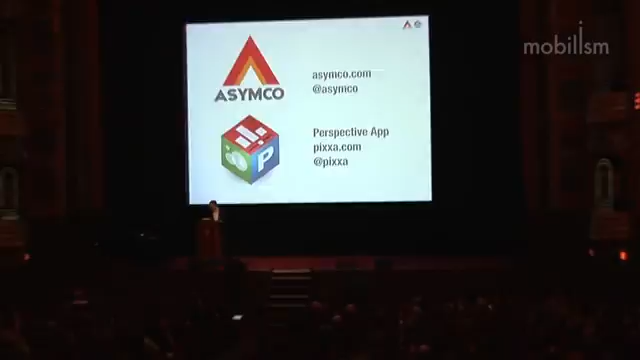 mobilism
ASYMCO
asymco.com
@asymco
P
Perspective App
pixxa.com
@pixxa